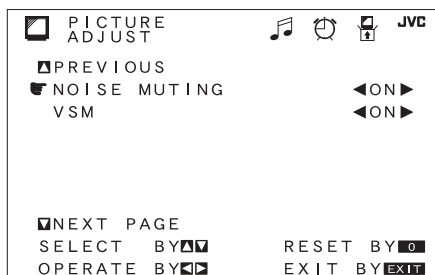 PICTURE ADJUST JVC
▲PREVIOUS
NOISE MUTING ◀ON▶
VSM ◀ON▶
▼NEXT PAGE
SELECT BY▲▼ RESET BY 0
OPERATE BY◀▶ EXIT BY EXIT